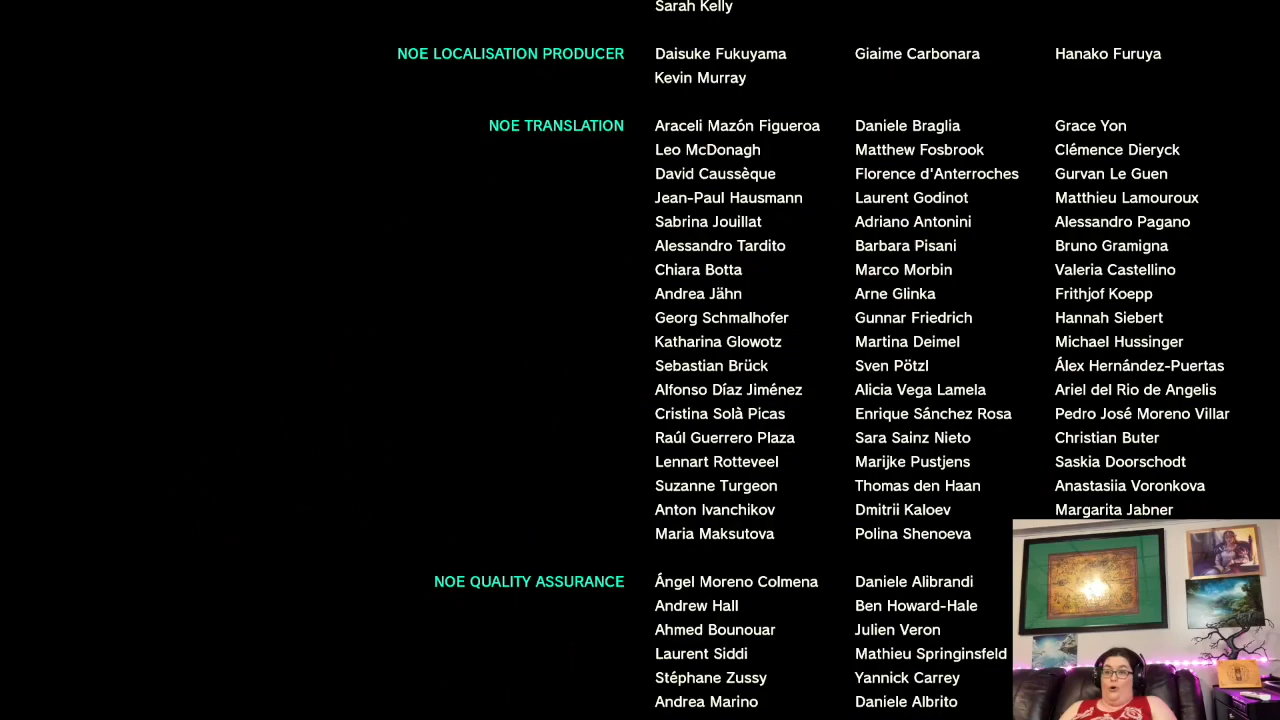 Sarah Kelly
NOE LOCALISATION PRODUCER Daisuke Fukuyama Giaime Carbonara Hanako Furuya
Kevin Murray
NOE TRANSLATION Araceli Mazón Figueroa Daniele Braglia Grace Yon
Leo McDonagh Matthew Fosbrook Clémence Dieryck
David Caussèque Florence d'Anterroches Gurvan Le Guen
Jean-Paul Hausmann Laurent Godinot Matthieu Lamouroux
Sabrina Jouillat Adriano Antonini Alessandro Pagano
Alessandro Tardito Barbara Pisani Bruno Gramigna
Chiara Botta Marco Morbin Valeria Castellino
Andrea Jähn Arne Glinka Frithjof Koepp
Georg Schmalhofer Gunnar Friedrich Hannah Siebert
Katharina Glowotz Martina Deimel Michael Hussinger
Sebastian Brück Sven Pötzl Álex Hernández-Puertas
Alfonso Díaz Jiménez Alicia Vega Lamela Ariel del Rio de Angelis
Cristina Solà Picas Enrique Sánchez Rosa Pedro José Moreno Villar
Raúl Guerrero Plaza Sara Sainz Nieto Christian Buter
Lennart Rotteveel Marijke Pustjens Saskia Doorschodt
Suzanne Turgeon Thomas den Haan Anastasiia Voronkova
Anton Ivanchikov Dmitrii Kaloev Margarita Jabner
Maria Maksutova Polina Shenoeva
NOE QUALITY ASSURANCE Ángel Moreno Colmena Daniele Alibrandi
Andrew Hall Ben Howard-Hale
Ahmed Bounouar Julien Veron
Laurent Siddi Mathieu Springinsfeld
Stéphane Zussy Yannick Carrey
Andrea Marino Daniele Albrito